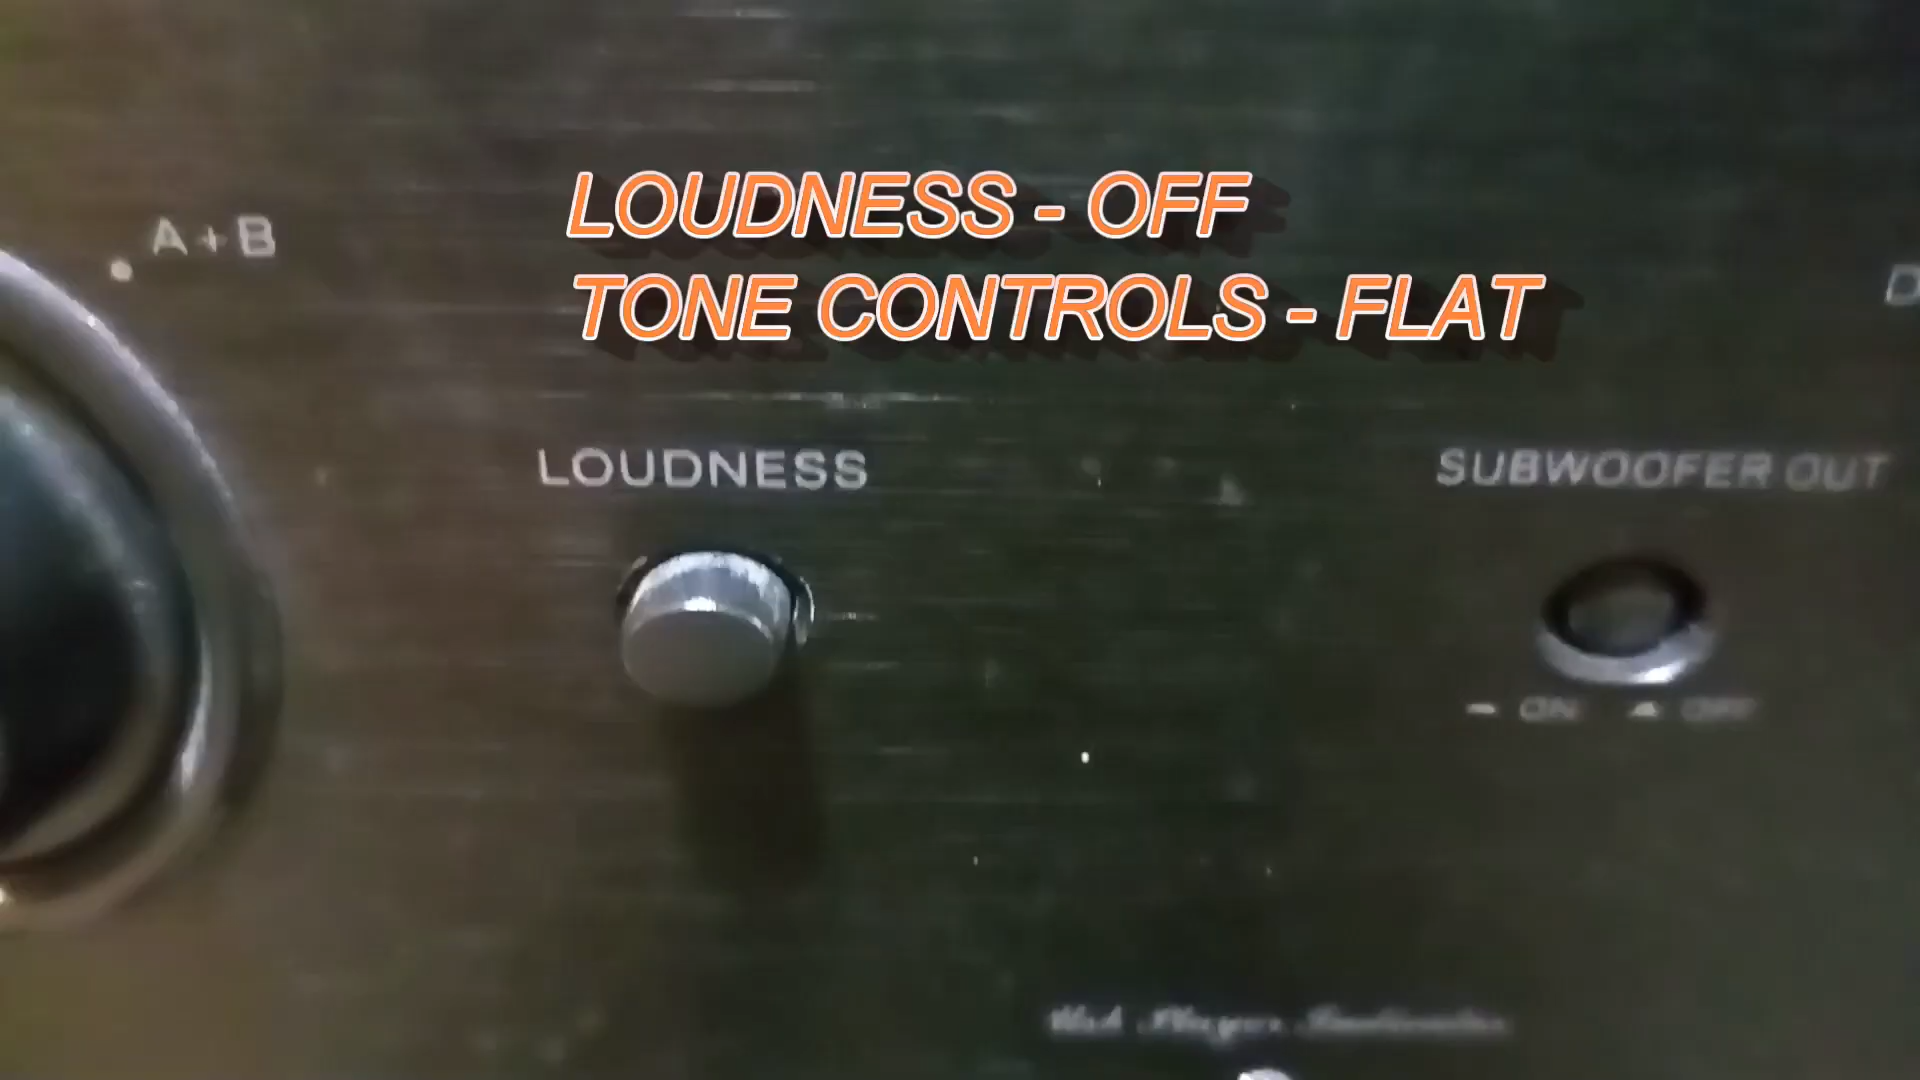 LOUDNESS - OFF
TONE CONTROLS - FLAT
A+B
D
LOUDNESS
SUBWOOFER OUT
ON OFF